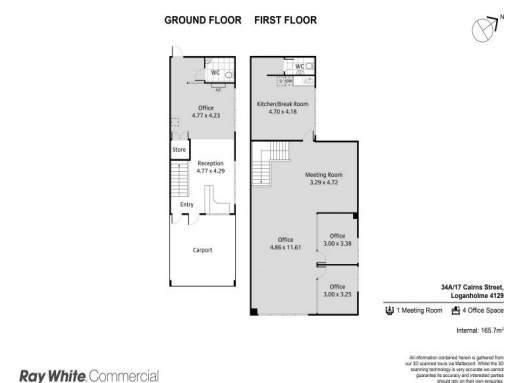 GROUND FLOOR FIRST FLOOR
N
WC
WC
Office
4.77 x 4.23
Kitchen/Break Room
4.70 x 4.18
Store
Reception
4.77 x 4.29
Meeting Room
3.29 x 4.72
Entry
Office
3.00 x 3.38
Office
4.86 x 11.61
Carport
Office
3.00 x 3.25
34A/17 Cairns Street,
Loganholme 4129
1 Meeting Room 4 Office Space
Internal: 165.7m²
All information contained herein is gathered from
our 3D scanned tours via Matterport. Whilst the 3D
scanning technology is very accurate we cannot
guarantee its accuracy and interested parties
should rely on their own enquiries.
Ray White. Commercial